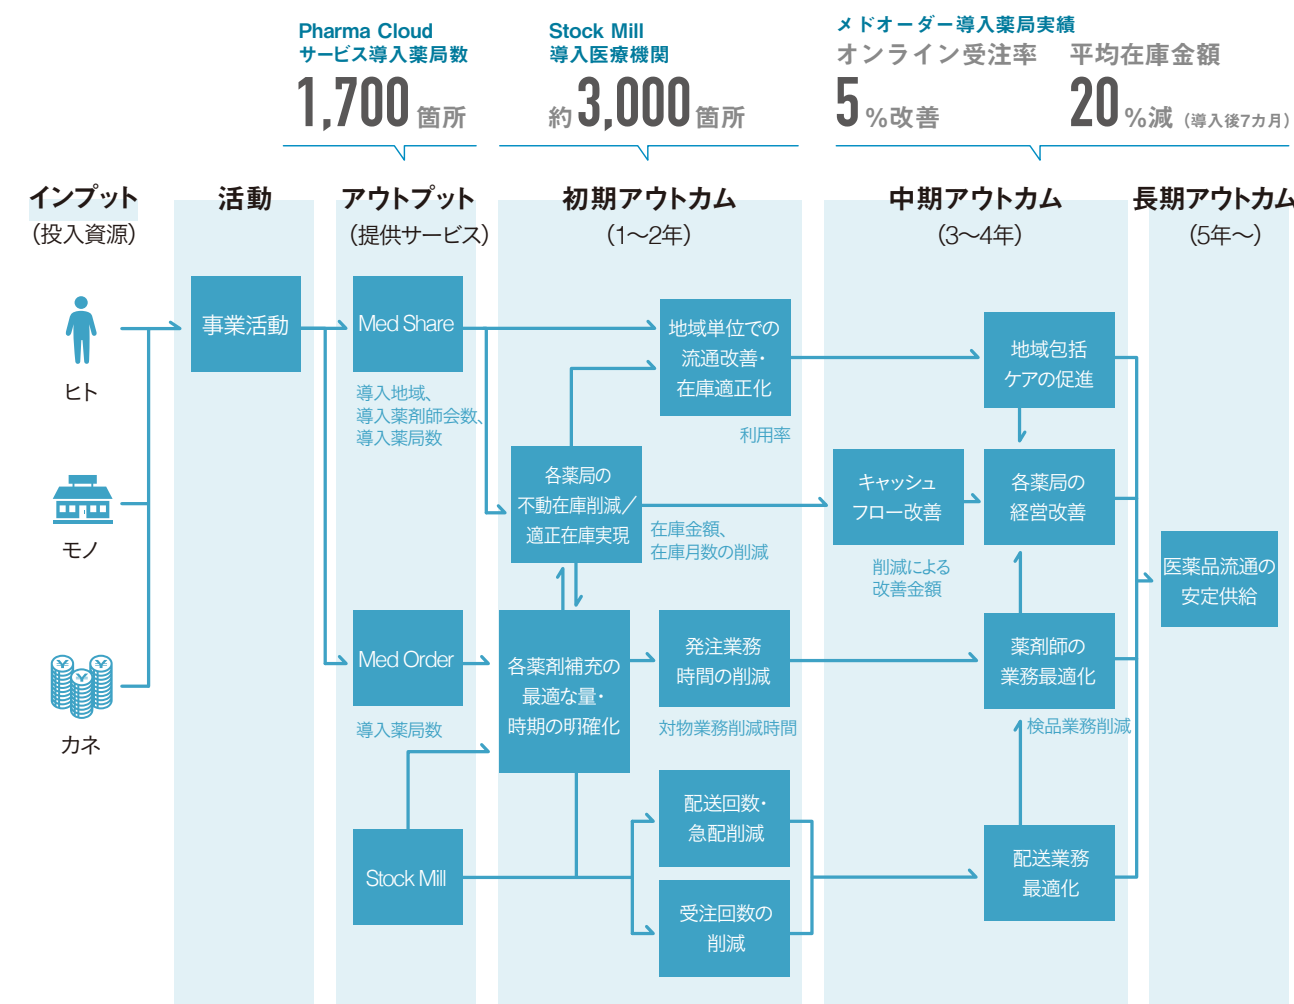 Pharma Cloud
サービス導入薬局数
1,700 箇所
Stock Mill
導入医療機関
約3,000箇所
メドオーダー導入薬局実績
オンライン受注率
5%改善
平均在庫金額
20%減（導入後7カ月）
インプット
（投入資源）
活動
アウトプット
（提供サービス）
初期アウトカム
（1〜2年）
中期アウトカム
（3〜4年）
長期アウトカム
（5年〜）
ヒト
モノ
¥ ¥
¥
カネ
事業活動
Med Share
導入地域、
導入薬剤師会数、
導入薬局数
Med Order
導入薬局数
Stock Mill
地域単位での
流通改善・
在庫適正化
利用率
各薬局の
不動在庫削減／
適正在庫実現
在庫金額、
在庫月数の削減
各薬剤補充の
最適な量・
時期の明確化
発注業務
時間の削減
対物業務削減時間
配送回数・
急配削減
受注回数の
削減
地域包括
ケアの促進
キャッシュ
フロー改善
削減による
改善金額
各薬局の
経営改善
薬剤師の
業務最適化
検品業務削減
配送業務
最適化
医薬品流通の
安定供給